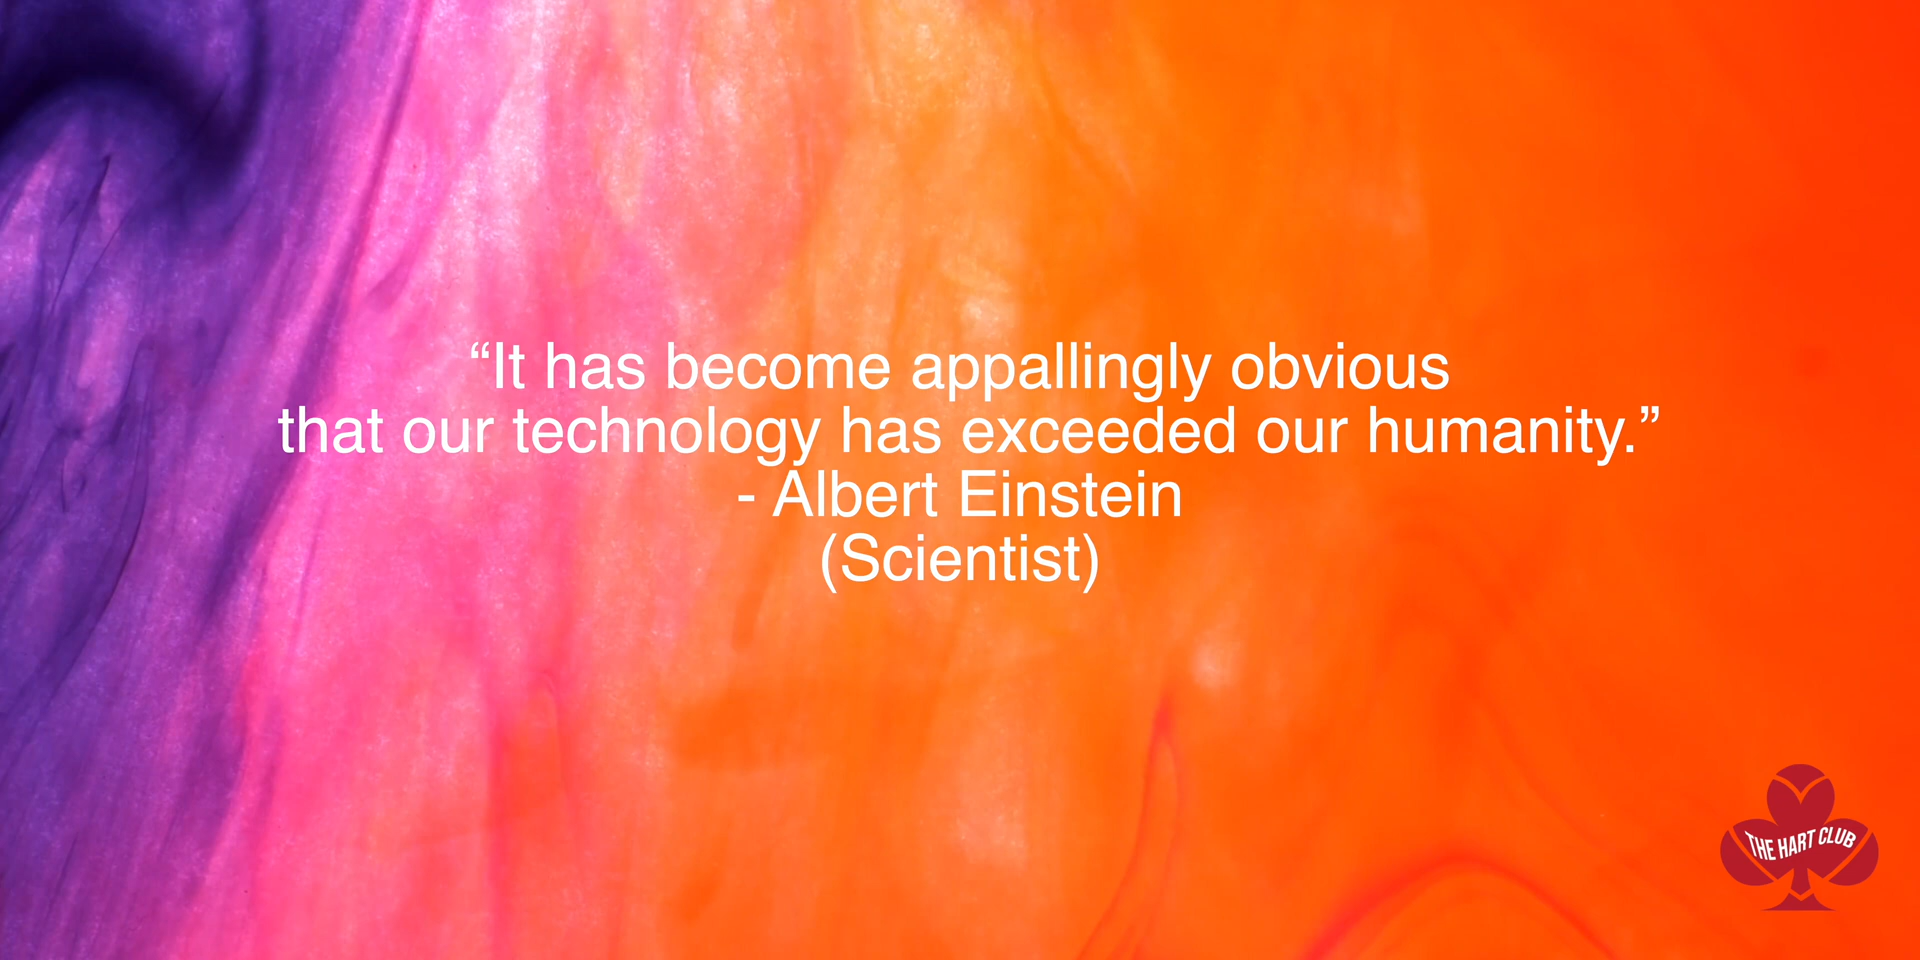 “It has become appallingly obvious
that our technology has exceeded our humanity.”
- Albert Einstein
(Scientist)
THE HART CLUB